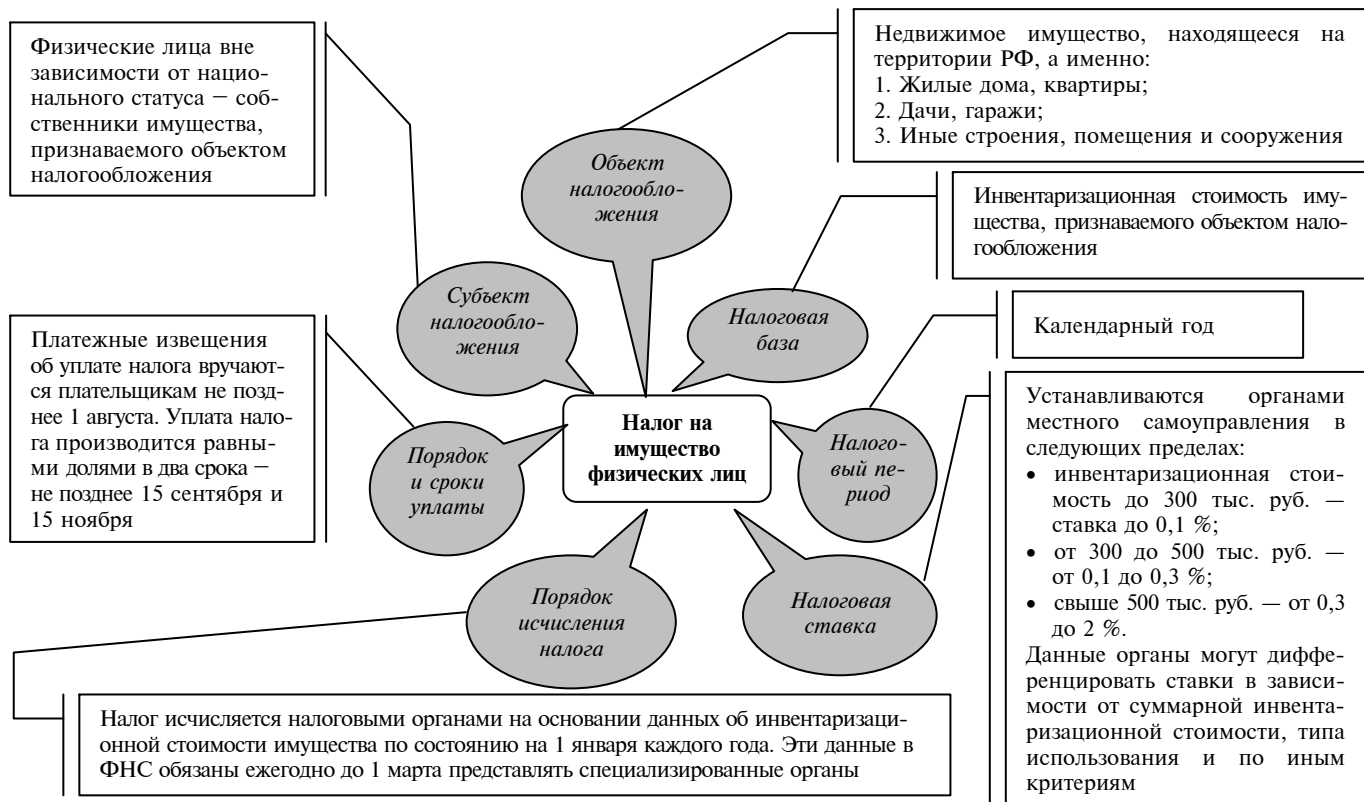 Физические лица вне
зависимости от нацио-
нального статуса — соб-
ственники имущества,
признаваемого объектом
налогообложения
Недвижимое имущество, находящееся на
территории РФ, а именно:
1. Жилые дома, квартиры;
2. Дачи, гаражи;
3. Иные строения, помещения и сооружения
Объект
налогообло-
жения
Инвентаризационная стоимость иму-
щества, признаваемого объектом нало-
гообложения
Субъект
налогообло-
жения
Налоговая
база
Календарный год
Платежные извещения
об уплате налога вручают-
ся плательщикам не позд-
нее 1 августа. Уплата нало-
га производится равны-
ми долями в два срока —
не позднее 15 сентября и
15 ноября
Порядок
и сроки
уплаты
Налог на
имущество
физических лиц
Налого-
вый пе-
риод
Устанавливаются органами
местного самоуправления в
следующих пределах:
• инвентаризационная стои-
мость до 300 тыс. руб. —
ставка до 0,1 %;
• от 300 до 500 тыс. руб. —
от 0,1 до 0,3 %;
• свыше 500 тыс. руб. — от 0,3
до 2 %.
Данные органы могут диффе-
ренцировать ставки в зависи-
мости от суммарной инвента-
ризационной стоимости, типа
использования и по иным
критериям
Порядок
исчисления
налога
Налоговая
ставка
Налог исчисляется налоговыми органами на основании данных об инвентаризаци-
онной стоимости имущества по состоянию на 1 января каждого года. Эти данные в
ФНС обязаны ежегодно до 1 марта представлять специализированные органы